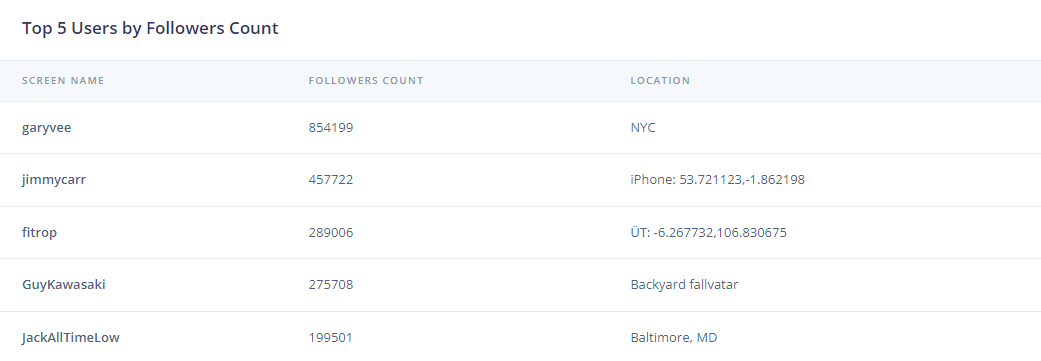 Top 5 Users by Followers Count
SCREEN NAME FOLLOWERS COUNT LOCATION
garyvee 854199 NYC
jimmycarr 457722 iPhone: 53.721123,-1.862198
fitrop 289006 ÜT: -6.267732,106.830675
GuyKawasaki 275708 Backyard fallvatar
JackAllTimeLow 199501 Baltimore, MD